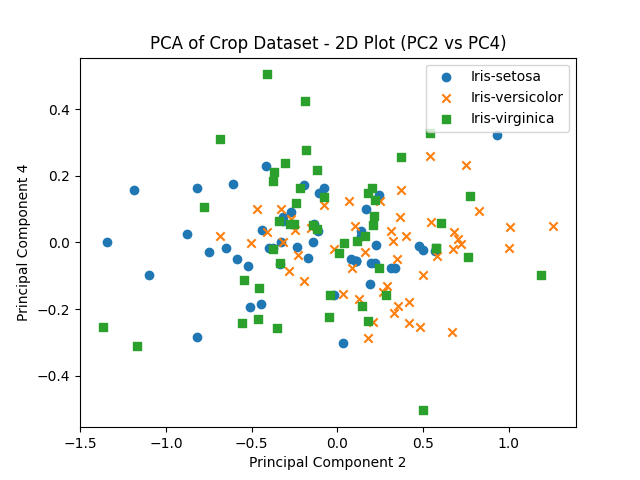 PCA of Crop Dataset - 2D Plot (PC2 vs PC4)
Iris-setosa
Iris-versicolor
Iris-virginica
Principal Component 4
0.4
0.2
0.0
−0.2
−0.4
−1.5 −1.0 −0.5 0.0 0.5 1.0
Principal Component 2